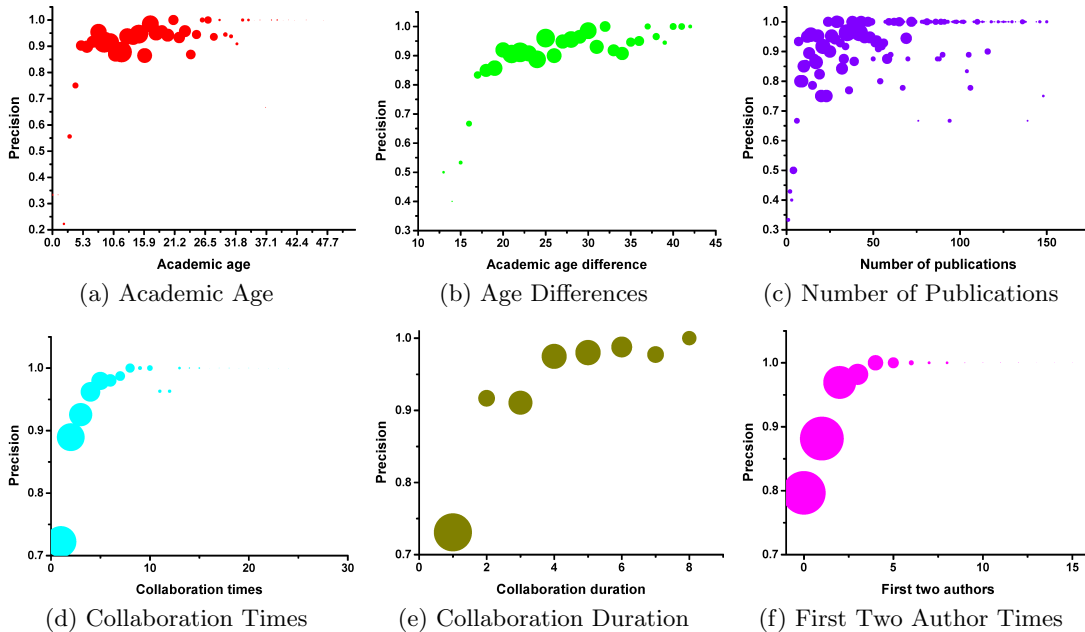 1.0
0.9
0.8
0.7
0.6
0.5
0.4
0.3
0.2
Precision
0.0 5.3 10.6 15.9 21.2 26.5 31.8 37.1 42.4 47.7
Academic age
(a) Academic Age
1.0
0.9
0.8
0.7
0.6
0.5
0.4
0.3
Precision
10 15 20 25 30 35 40 45
Academic age difference
(b) Age Differences
1.0
0.9
0.8
0.7
0.6
0.5
0.4
0.3
Precision
0 50 100 150
Number of publications
(c) Number of Publications
1.0
0.9
0.8
0.7
Precision
0 10 20 30
Collaboration times
(d) Collaboration Times
1.0
0.9
0.8
0.7
Precision
0 2 4 6 8
Collaboration duration
(e) Collaboration Duration
1.0
0.9
0.8
0.7
Precsion
0 5 10 15
First two authors
(f) First Two Author Times